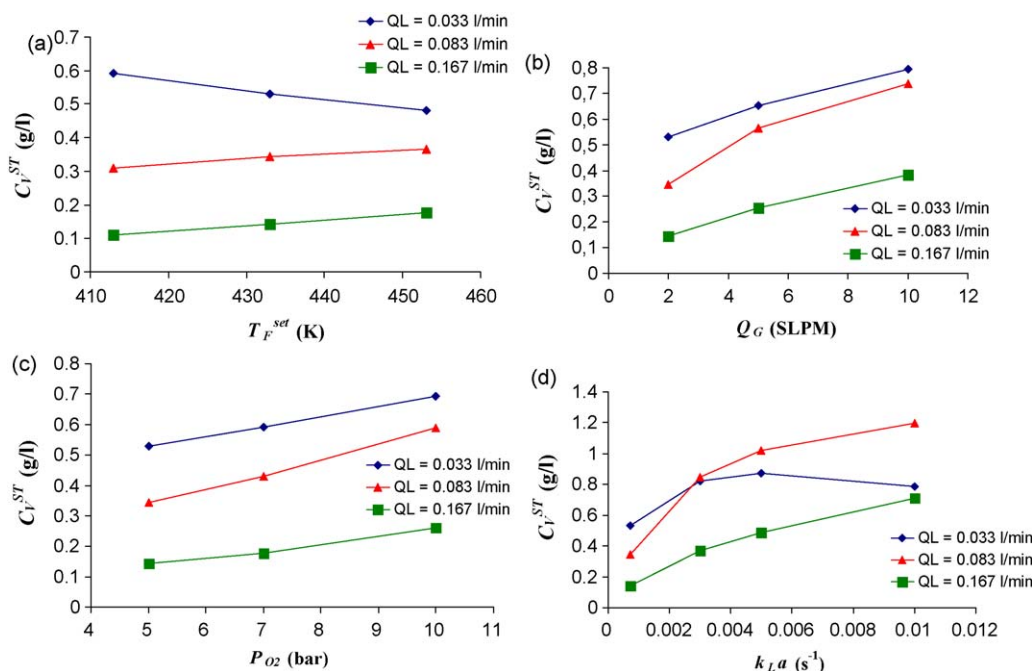 (a)
QL = 0.033 l/min
QL = 0.083 l/min
QL = 0.167 l/min
0.7
0.6
0.5
0.4
0.3
0.2
0.1
0
C_V^ST (g/l)
410 420 430 440 450 460
T_F^set (K)
(b)
0,8
0,7
0,6
0,5
0,4
0,3
0,2
0,1
0
C_V^ST (g/l)
QL = 0.033 l/min
QL = 0.083 l/min
QL = 0.167 l/min
0 2 4 6 8 10 12
Q_G (SLPM)
(c)
0.8
0.7
0.6
0.5
0.4
0.3
0.2
0.1
0
C_V^ST (g/l)
QL = 0.033 l/min
QL = 0.083 l/min
QL = 0.167 l/min
4 5 6 7 8 9 10 11
P_O2 (bar)
(d)
1.4
1.2
1
0.8
0.6
0.4
0.2
0
C_V^ST (g/l)
QL = 0.033 l/min
QL = 0.083 l/min
QL = 0.167 l/min
0 0.002 0.004 0.006 0.008 0.01 0.012
k_L a (s^-1)